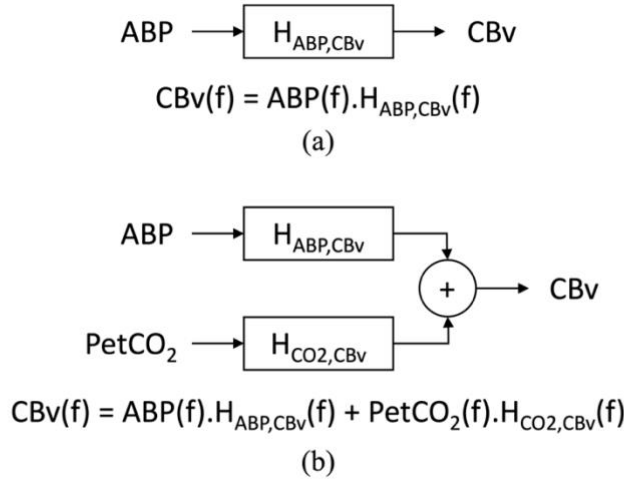 ABP H_ABP,CBv CBv
CBv(f) = ABP(f).H_ABP,CBv(f)
(a)
ABP H_ABP,CBv
+ CBv
PetCO₂ H_CO2,CBv
CBv(f) = ABP(f).H_ABP,CBv(f) + PetCO₂(f).H_CO2,CBv(f)
(b)